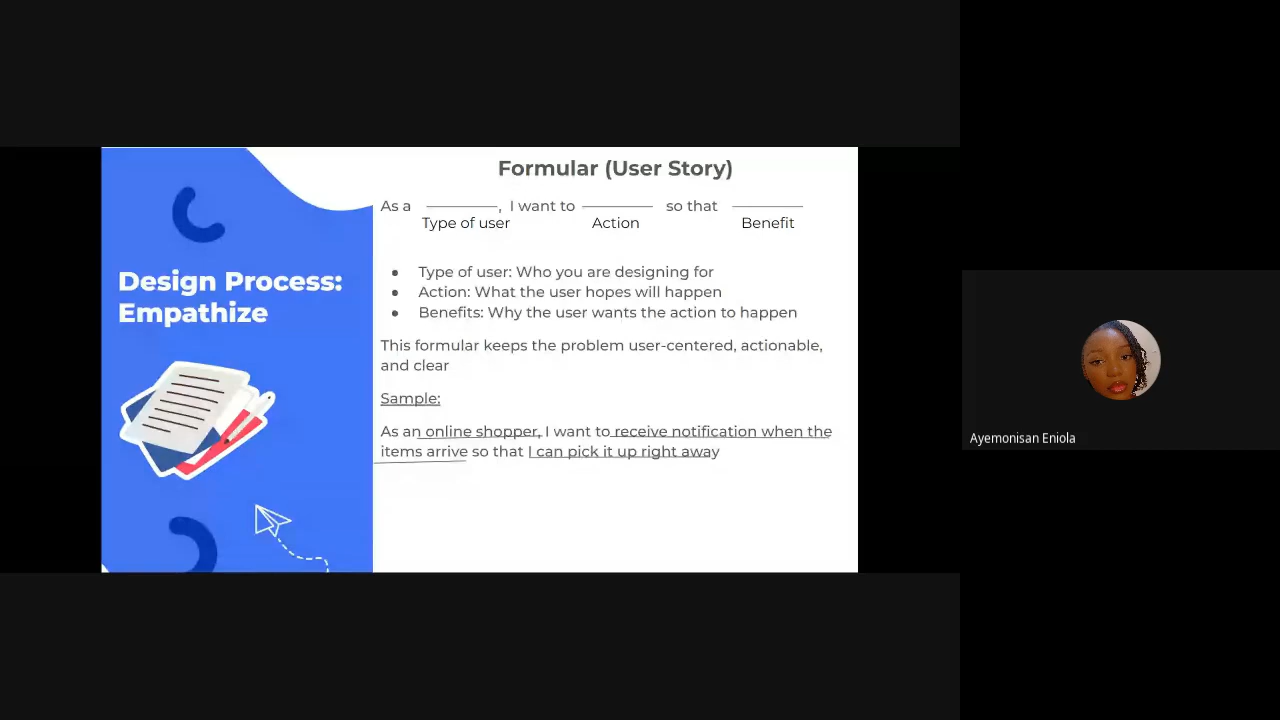 Formular (User Story)
As a ________, I want to ________ so that ________
Type of user Action Benefit
Design Process:
Empathize
● Type of user: Who you are designing for
● Action: What the user hopes will happen
● Benefits: Why the user wants the action to happen
This formular keeps the problem user-centered, actionable,
and clear
Sample:
As an online shopper, I want to receive notification when the
items arrive so that I can pick it up right away
Ayemonisan Eniola